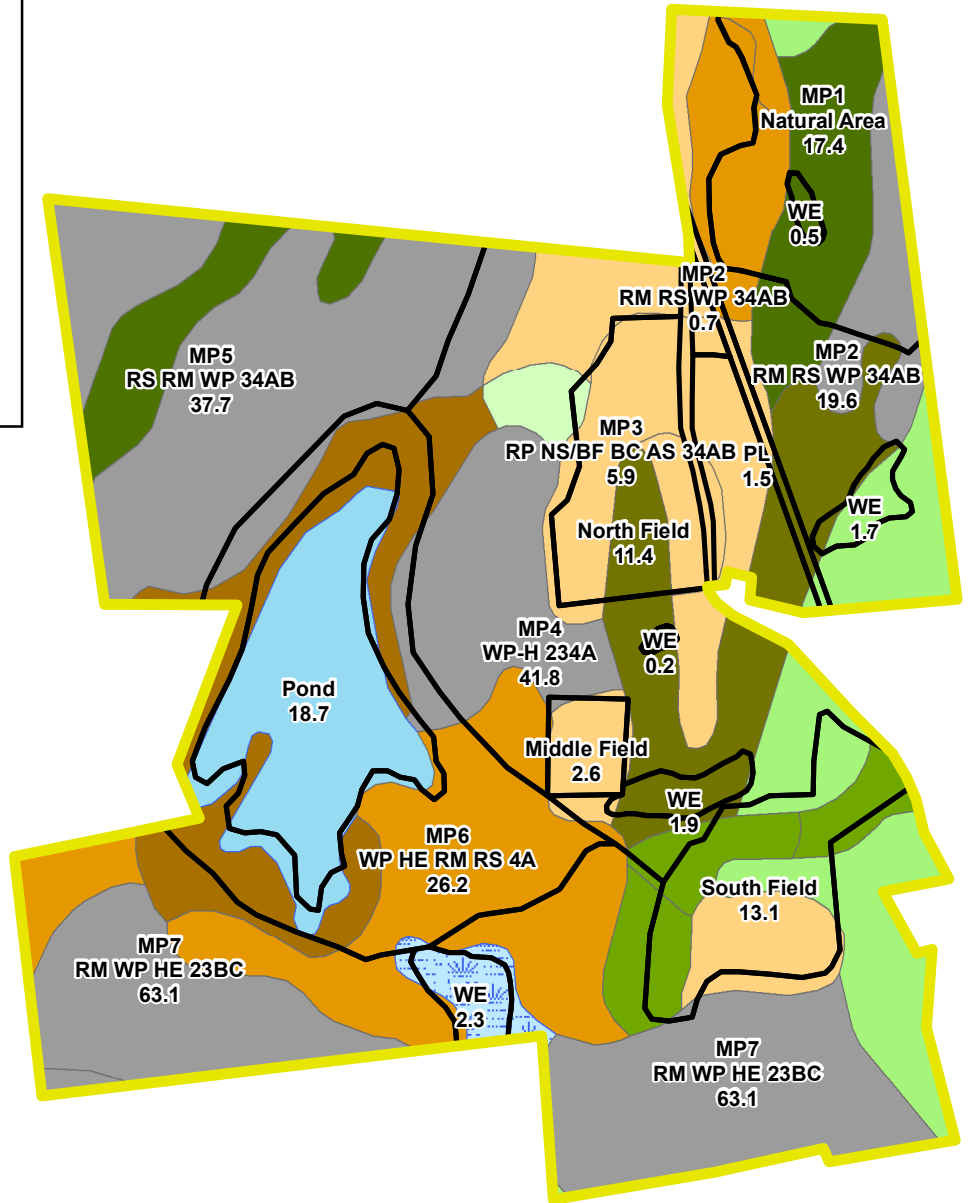 MP1
Natural Area
17.4
WE
0.5
MP2
RM RS WP 34AB
0.7
MP5
RS RM WP 34AB
37.7
MP2
RM RS WP 34AB
19.6
MP3
RP NS/BF BC AS 34AB
5.9
PL
1.5
WE
1.7
North Field
11.4
MP4
WP-H 234A
41.8
WE
0.2
Pond
18.7
Middle Field
2.6
WE
1.9
MP6
WP HE RM RS 4A
26.2
South Field
13.1
MP7
RM WP HE 23BC
63.1
WE
2.3
MP7
RM WP HE 23BC
63.1